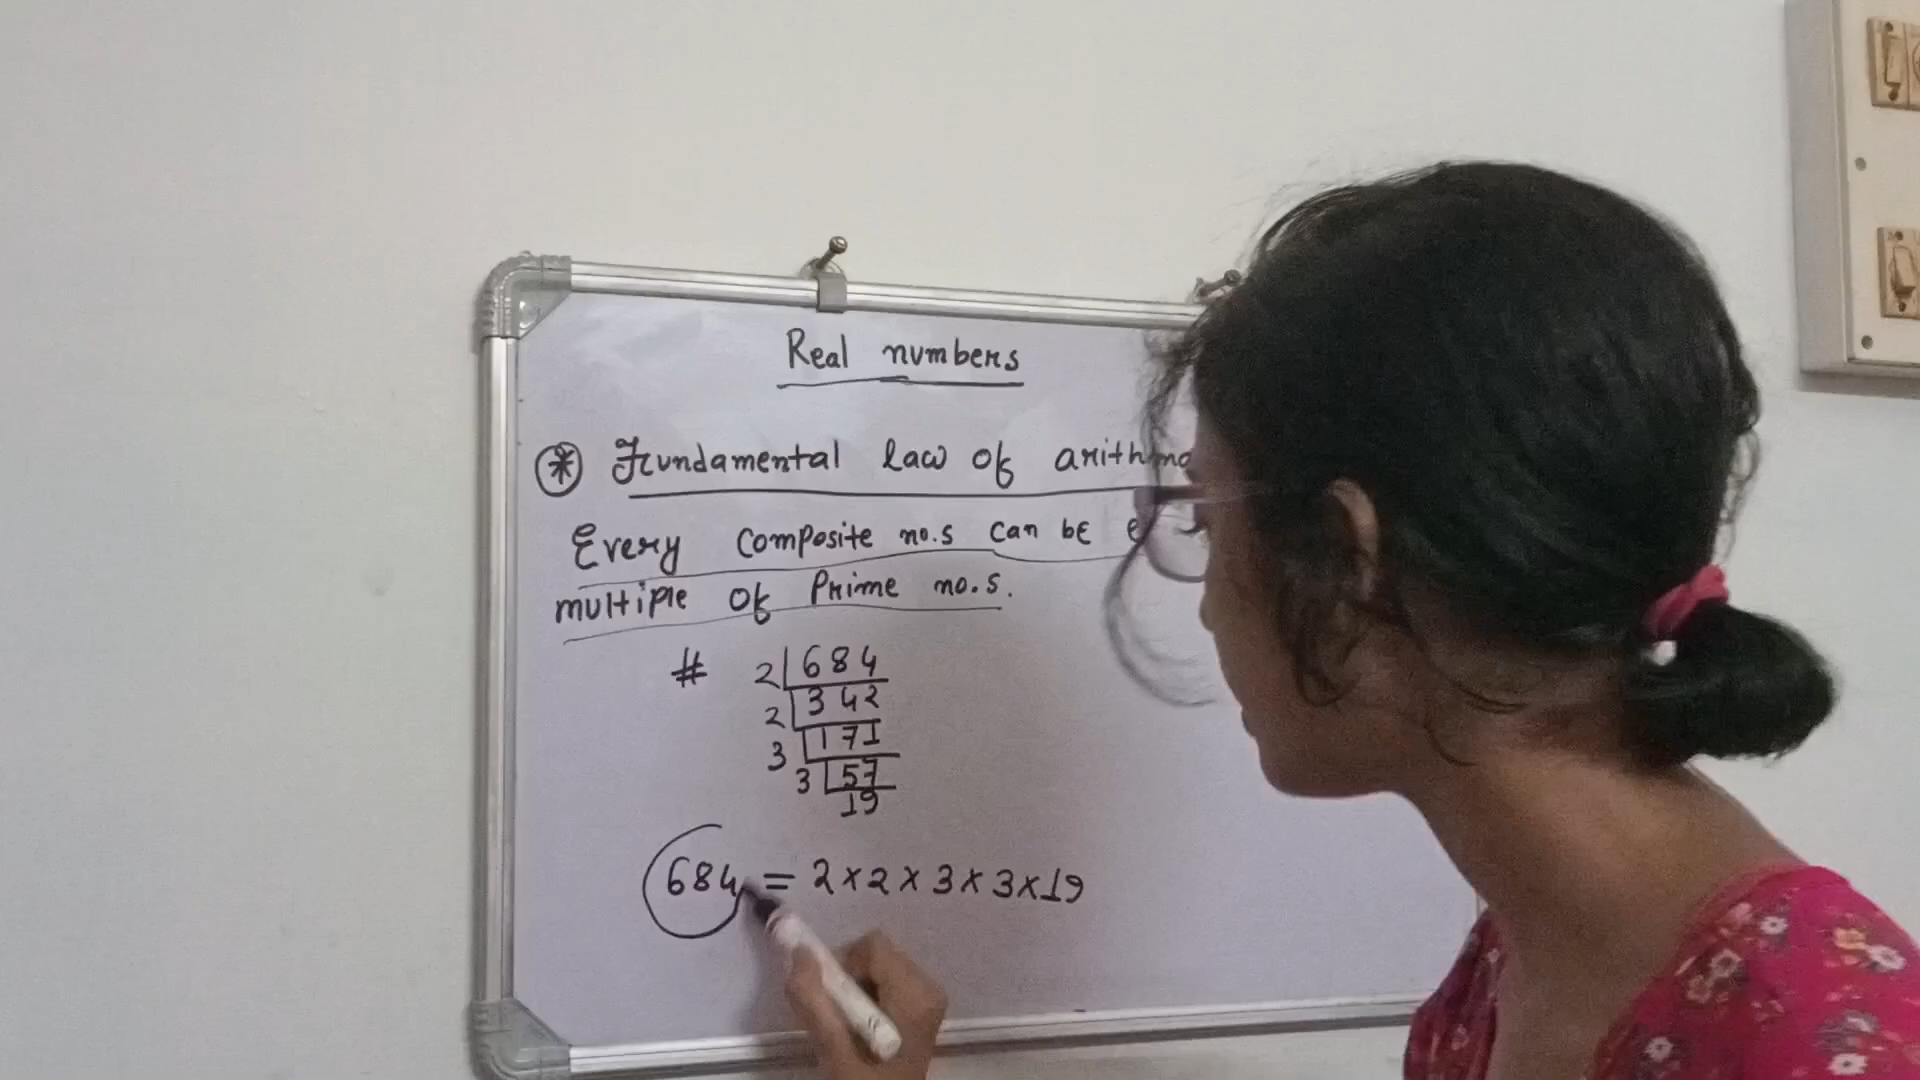 Real numbers
* Fundamental law of arithm
Every composite no.s can be e
multiple of Prime no.s.
# 2 684
2 342
3 171
3 57
19
684 = 2 × 2 × 3 × 3 × 19